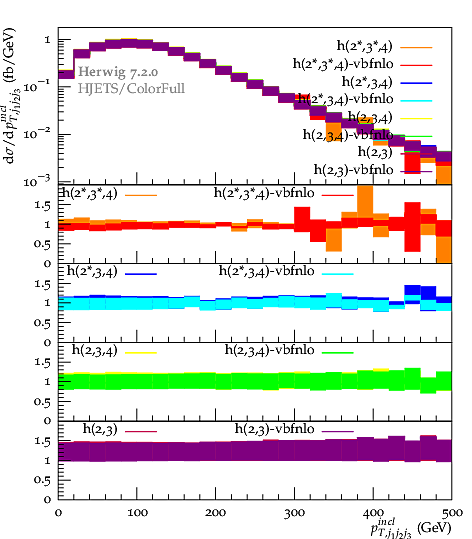 1
10⁻¹
10⁻²
10⁻³
dσ/dp^{incl}_{T,j₁j₂j₃} (fb/GeV)
Herwig 7.2.0
HJETS/ColorFull
h(2*,3*,4)
h(2*,3*,4)-vbfnlo
h(2*,3,4)
h(2*,3,4)-vbfnlo
h(2,3,4)
h(2,3,4)-vbfnlo
h(2,3)
h(2,3)-vbfnlo
h(2*,3*,4) h(2*,3*,4)-vbfnlo
1.5
1
0.5
0
h(2*,3,4) h(2*,3,4)-vbfnlo
1.5
1
0.5
h(2,3,4) h(2,3,4)-vbfnlo
1.5
1
0.5
h(2,3) h(2,3)-vbfnlo
1.5
1
0.5
0
0 100 200 300 400 500
p^{incl}_{T,j₁j₂j₃} (GeV)